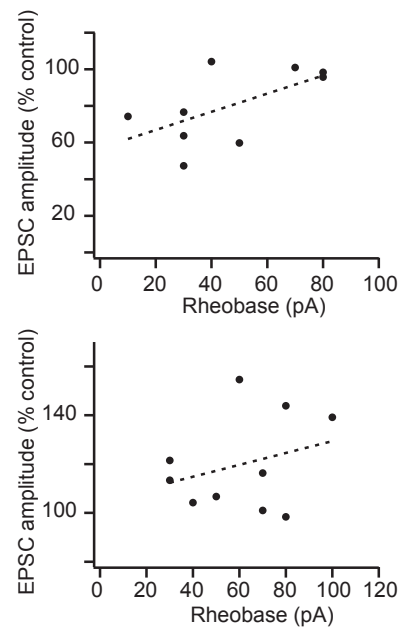 EPSC amplitude (% control)
100
60
20
0 20 40 60 80 100
Rheobase (pA)
EPSC amplitude (% control)
140
100
0 20 40 60 80 100 120
Rheobase (pA)